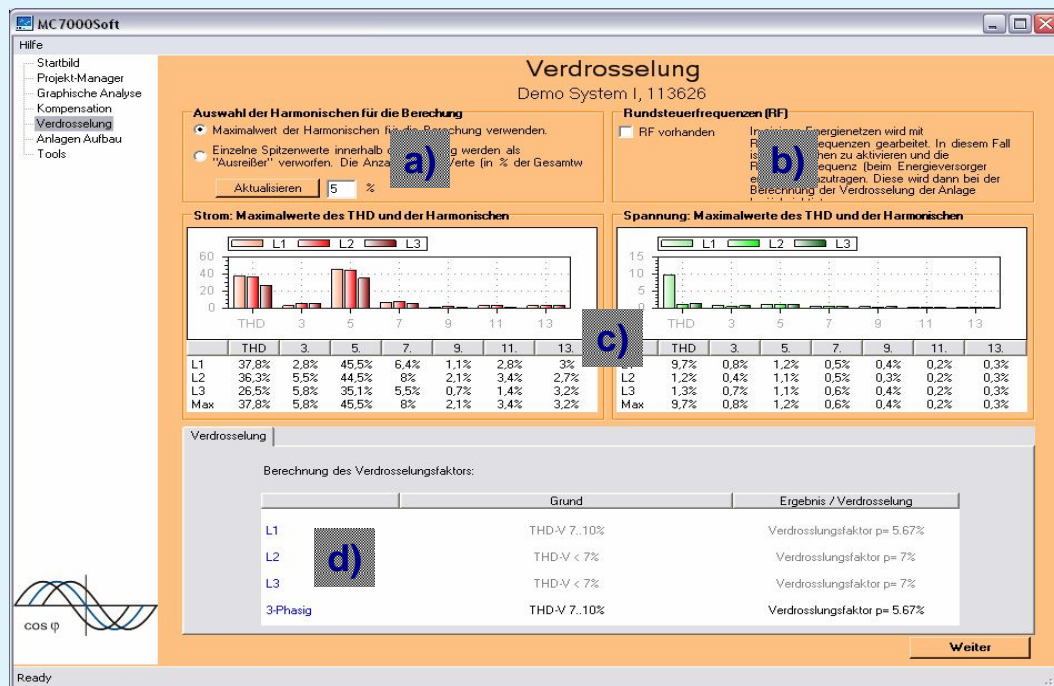 MC7000Soft
Hilfe
Startbild
Projekt-Manager
Graphische Analyse
Kompensation
Verdrosselung
Anlagen Aufbau
Tools
Verdrosselung
Demo System I, 113626
Auswahl der Harmonischen für die Berechung
Maximalwert der Harmonischen für die Berechung verwenden.
Einzelne Spitzenwerte innerhalb werden als
"Ausreißer" verworfen. Die (in % der Gesamtw
Aktualisieren 5 %
a)
Rundsteuerfrequenzen (RF)
RF vorhanden
Energienetzen wird mit
gearbeitet. In diesem Fall
zu aktivieren und die
(beim Energieversorger
Diese wird dann bei der
Berechnung der Verdrosselung der Anlage
b)
Strom: Maximalwerte des THD und der Harmonischen
L1 L2 L3
60
40
20
0
THD 3 5 7 9 11 13
THD 3. 5. 7. 9. 11. 13.
L1 37,8% 2,8% 45,5% 6,4% 1,1% 2,8% 3%
L2 36,3% 5,5% 44,5% 8% 2,1% 3,4% 2,7%
L3 26,5% 5,8% 35,1% 5,5% 0,7% 1,4% 3,2%
Max 37,8% 5,8% 45,5% 8% 2,1% 3,4% 3,2%
c)
Spannung: Maximalwerte des THD und der Harmonischen
L1 L2 L3
15
10
5
0
THD 3 5 7 9 11 13
THD 3. 5. 7. 9. 11. 13.
9,7% 0,8% 1,2% 0,5% 0,4% 0,2% 0,3%
1,2% 0,4% 1,1% 0,5% 0,3% 0,2% 0,3%
L3 1,3% 0,7% 1,1% 0,6% 0,4% 0,2% 0,3%
Max 9,7% 0,8% 1,2% 0,6% 0,4% 0,2% 0,3%
Verdrosselung
Berechnung des Verdrosselungsfaktors:
Grund Ergebnis / Verdrosselung
L1 THD-V 7..10% Verdrosslungsfaktor p= 5.67%
L2 THD-V < 7% Verdrosslungsfaktor p= 7%
L3 THD-V < 7% Verdrosslungsfaktor p= 7%
3-Phasig THD-V 7..10% Verdrosslungsfaktor p= 5.67%
d)
cos φ
Weiter
Ready